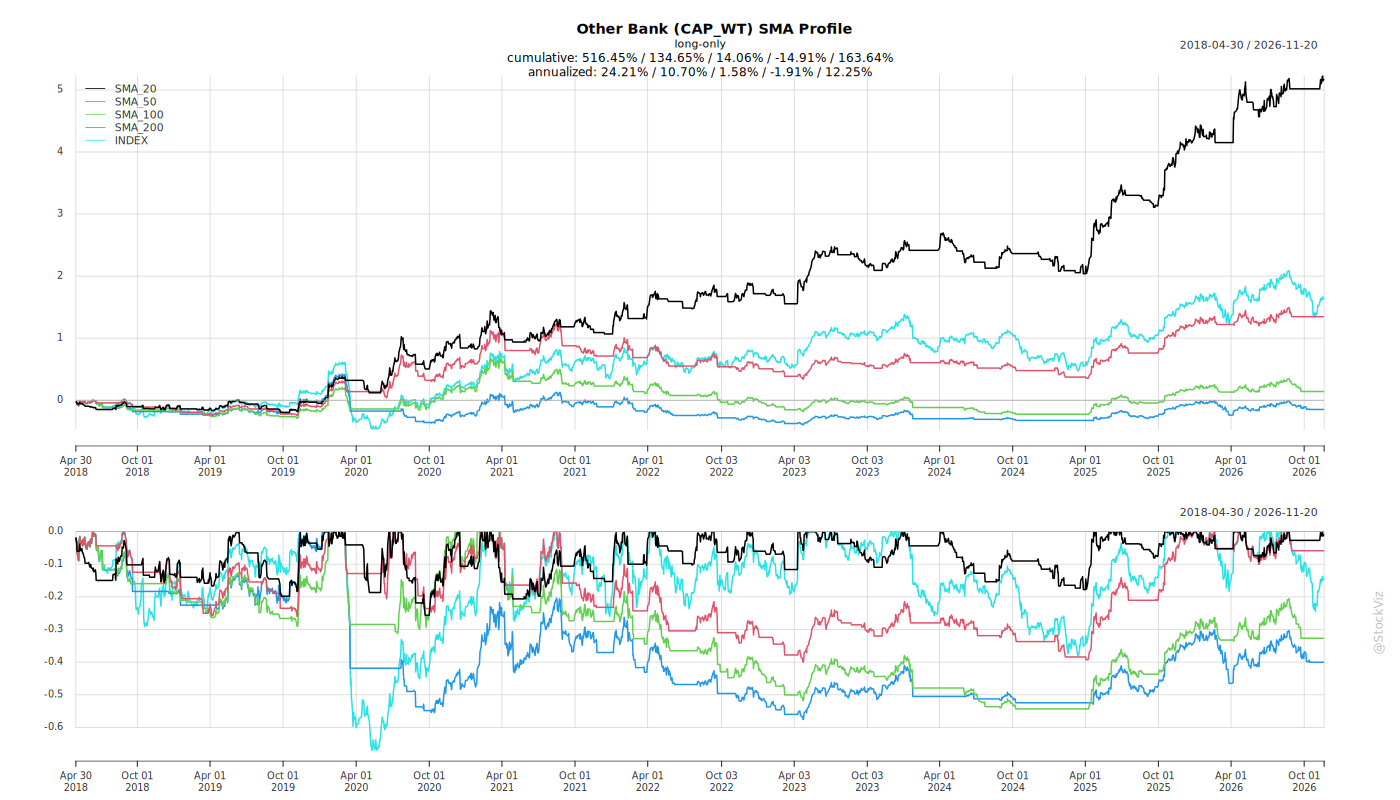 Other Bank (CAP_WT) SMA Profile
long-only
cumulative: 516.45% / 134.65% / 14.06% / -14.91% / 163.64%
annualized: 24.21% / 10.70% / 1.58% / -1.91% / 12.25%
2018-04-30 / 2026-11-20
SMA_20
SMA_50
SMA_100
SMA_200
INDEX
5
4
3
2
1
0
Apr 30 Oct 01 Apr 01 Oct 01 Apr 01 Oct 01 Apr 01 Oct 01 Apr 01 Oct 03 Apr 03 Oct 03 Apr 01 Oct 01 Apr 01 Oct 01 Apr 01 Oct 01
2018 2018 2019 2019 2020 2020 2021 2021 2022 2022 2023 2023 2024 2024 2025 2025 2026 2026
2018-04-30 / 2026-11-20
0.0
-0.1
-0.2
-0.3
-0.4
-0.5
-0.6
Apr 30 Oct 01 Apr 01 Oct 01 Apr 01 Oct 01 Apr 01 Oct 01 Apr 01 Oct 03 Apr 03 Oct 03 Apr 01 Oct 01 Apr 01 Oct 01 Apr 01 Oct 01
2018 2018 2019 2019 2020 2020 2021 2021 2022 2022 2023 2023 2024 2024 2025 2025 2026 2026
@StockViz